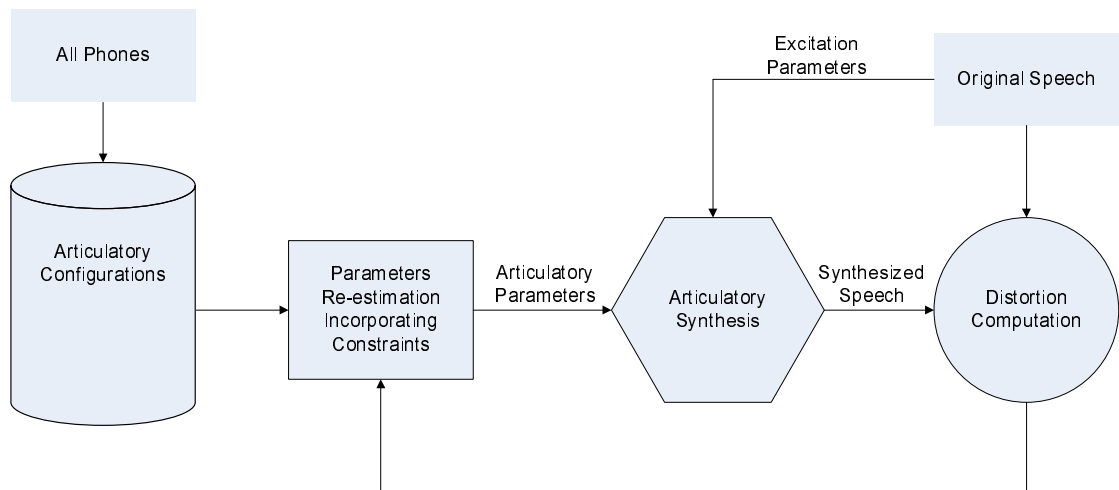 All Phones
Excitation
Parameters
Original Speech
Articulatory
Configurations
Parameters
Re-estimation
Incorporating
Constraints
Articulatory
Parameters
Articulatory
Synthesis
Synthesized
Speech
Distortion
Computation